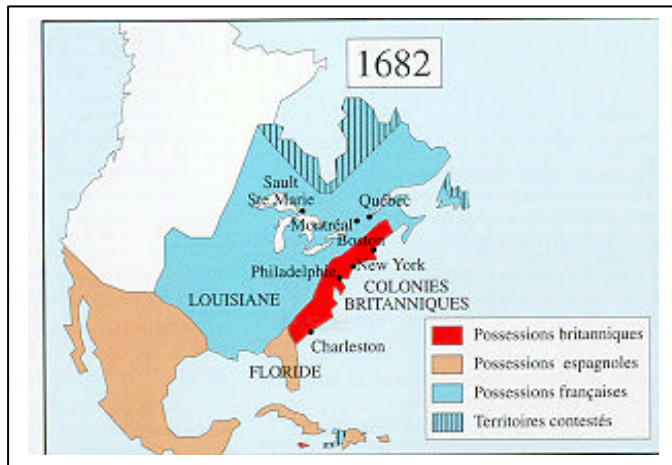 1682
Sault
Ste Marie
Québec
Montréal
Boston
New York
Philadelphie
COLONIES
BRITANNIQUES
LOUISIANE
Charleston
FLORIDE
Possessions britanniques
Possessions espagnoles
Possessions françaises
Territoires contestés